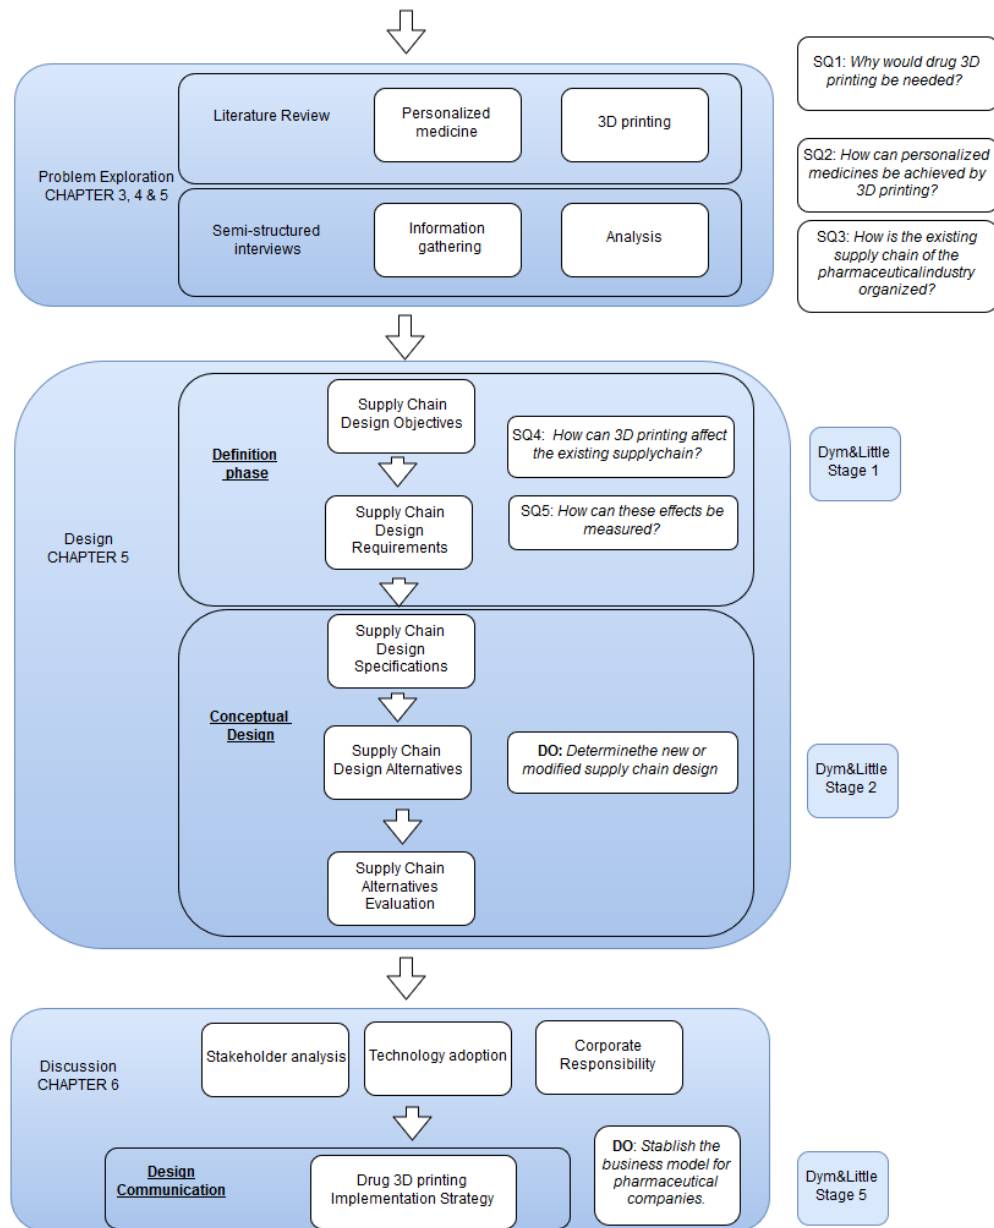 SQ1: Why would drug 3D
printing be needed?
Literature Review
Personalized
medicine
3D printing
Problem Exploration
CHAPTER 3, 4 & 5
SQ2: How can personalized
medicines be achieved by
3D printing?
Semi-structured
interviews
Information
gathering
Analysis
SQ3: How is the existing
supply chain of the
pharmaceuticalindustry
organized?
Supply Chain
Design Objectives
Definition
phase
SQ4:  How can 3D printing affect
the existing supplychain?
Dym&Little
Stage 1
Supply Chain
Design
Requirements
SQ5: How can these effects be
measured?
Design
CHAPTER 5
Supply Chain
Design
Specifications
Conceptual
Design
Supply Chain
Design Alternatives
DO: Determinethe new or
modified supply chain design
Dym&Little
Stage 2
Supply Chain
Alternatives
Evaluation
Discussion
CHAPTER 6
Stakeholder analysis
Technology adoption
Corporate
Responsibility
Design
Communication
Drug 3D printing
Implementation Strategy
DO: Stablish the
business model for
pharmaceutical
companies.
Dym&Little
Stage 5